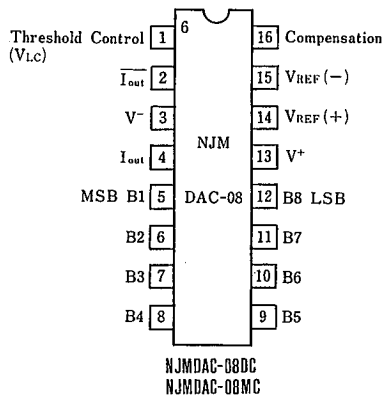 Threshold Control 1 6 16 Compensation
(VLC)
Iout 2 15 VREF(−)
V− 3 14 VREF(+)
NJM
Iout 4 13 V+
MSB B1 5 DAC-08 12 B8 LSB
B2 6 11 B7
B3 7 10 B6
B4 8 9 B5
NJMDAC-08DC
NJMDAC-08MC